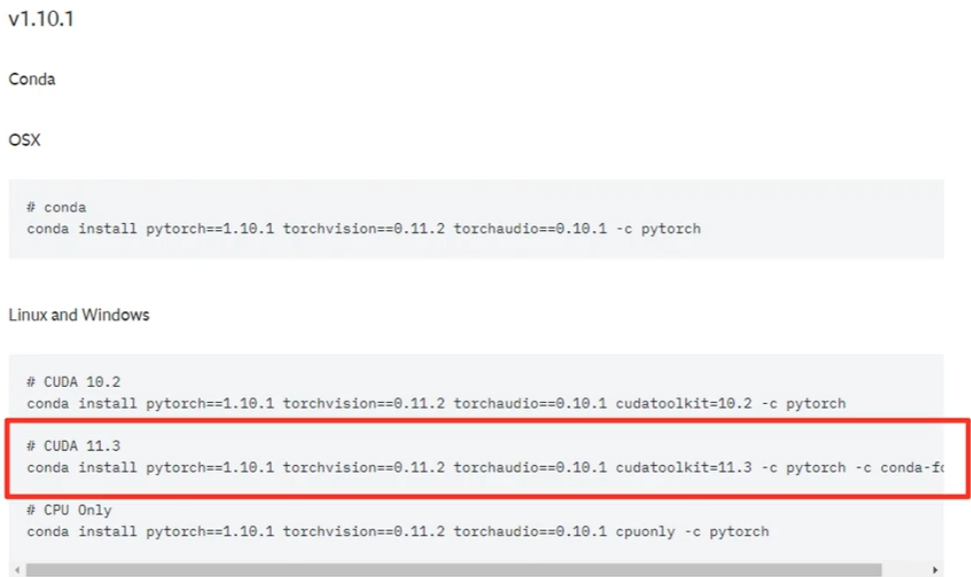 v1.10.1
Conda
OSX
# conda
conda install pytorch==1.10.1 torchvision==0.11.2 torchaudio==0.10.1 -c pytorch
Linux and Windows
# CUDA 10.2
conda install pytorch==1.10.1 torchvision==0.11.2 torchaudio==0.10.1 cudatoolkit=10.2 -c pytorch
# CUDA 11.3
conda install pytorch==1.10.1 torchvision==0.11.2 torchaudio==0.10.1 cudatoolkit=11.3 -c pytorch -c conda-fo
# CPU Only
conda install pytorch==1.10.1 torchvision==0.11.2 torchaudio==0.10.1 cpuonly -c pytorch